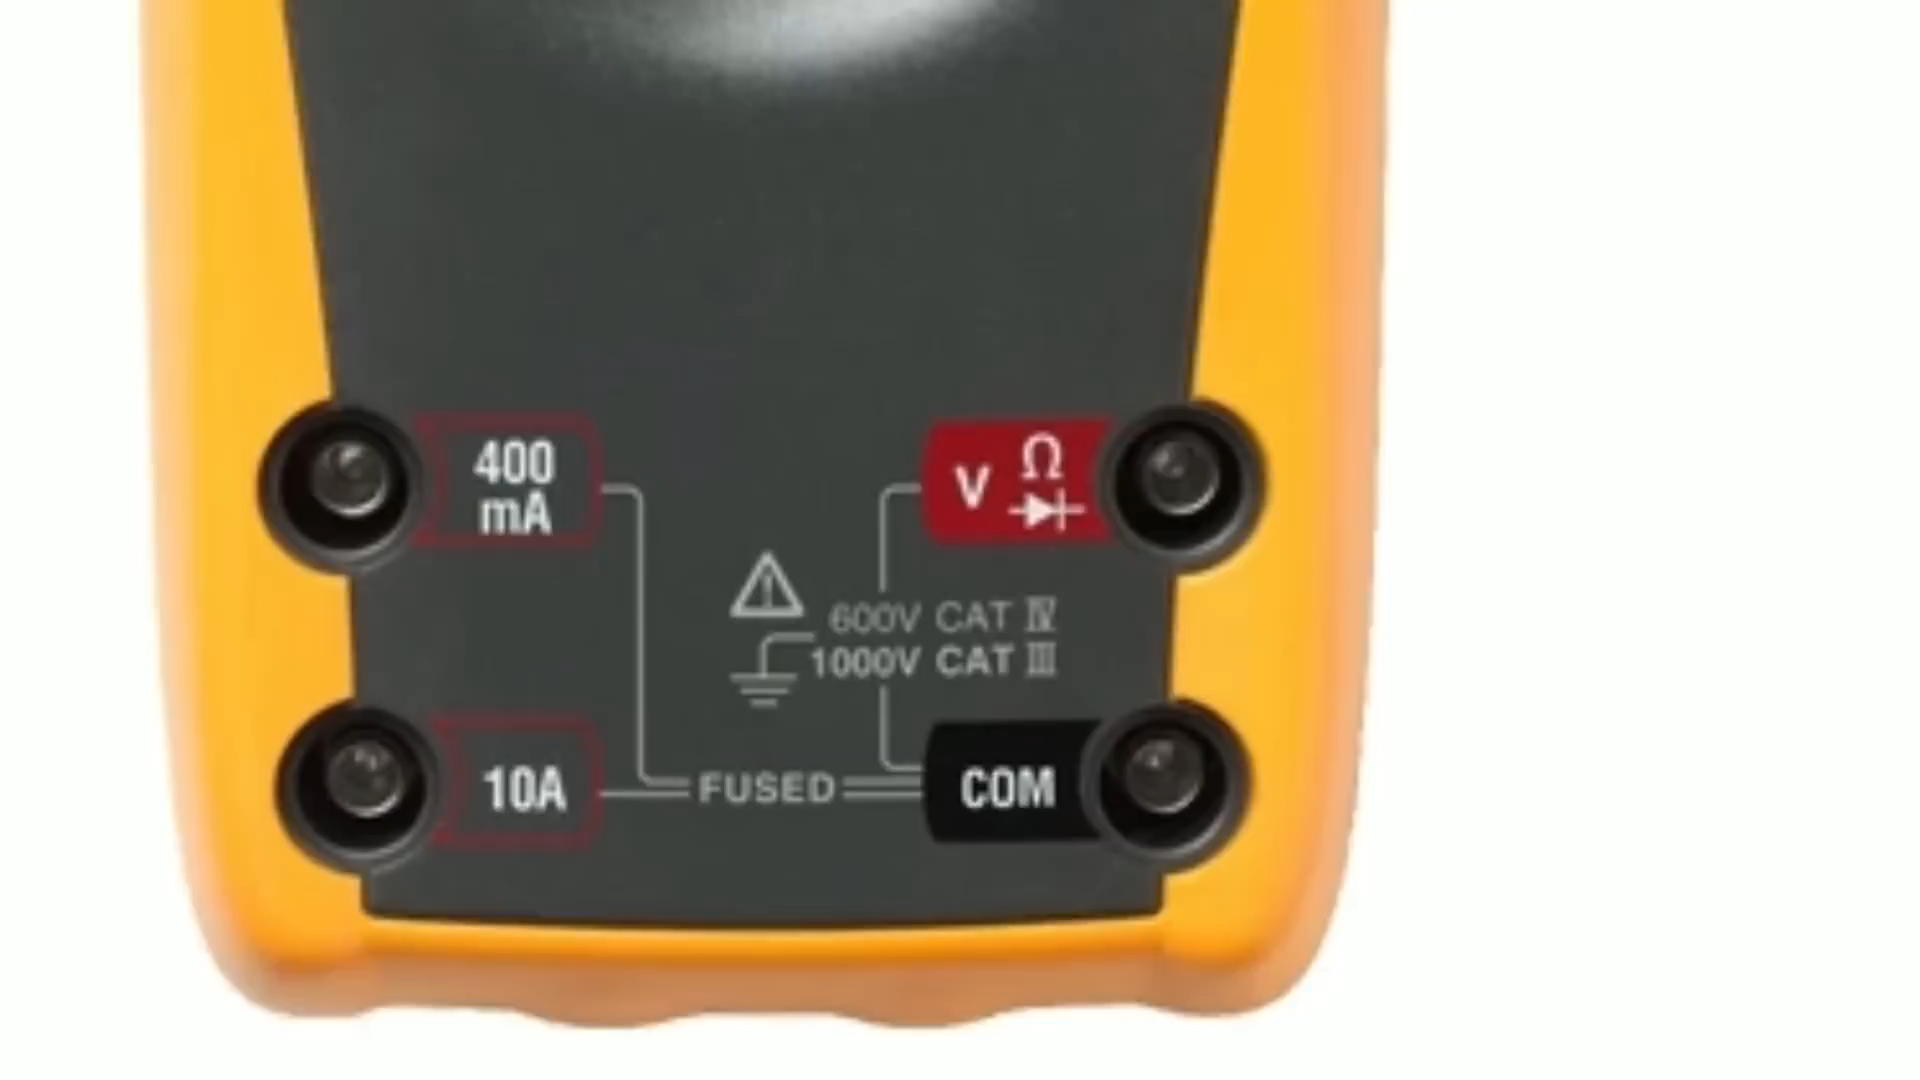 400
mA
V Ω
600V CAT IV
1000V CAT III
10A
FUSED
COM